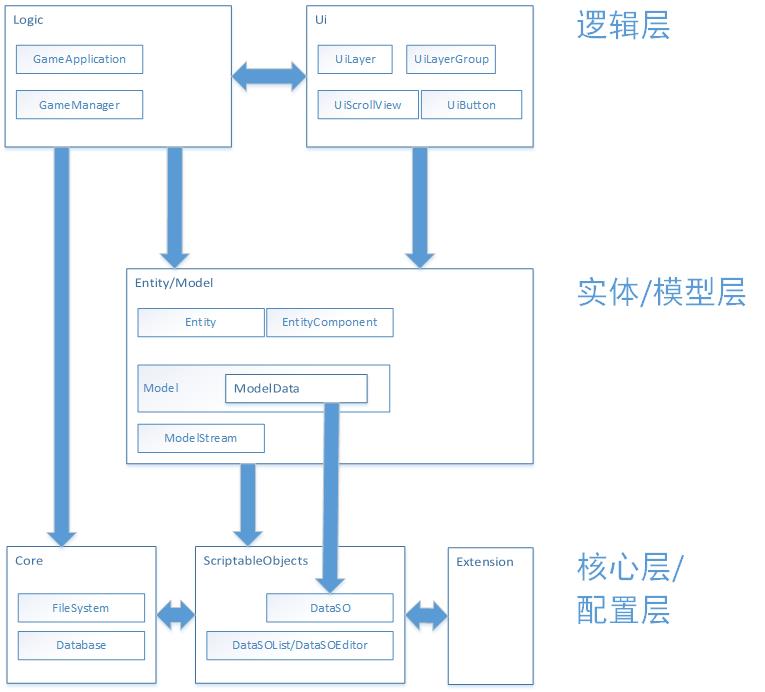 Logic
Ui
逻辑层
GameApplication
UiLayer
UiLayerGroup
GameManager
UiScrollView
UiButton
Entity/Model
实体/模型层
Entity
EntityComponent
Model
ModelData
ModelStream
Core
ScriptableObjects
Extension
核心层/
配置层
FileSystem
DataSO
Database
DataSOList/DataSOEditor